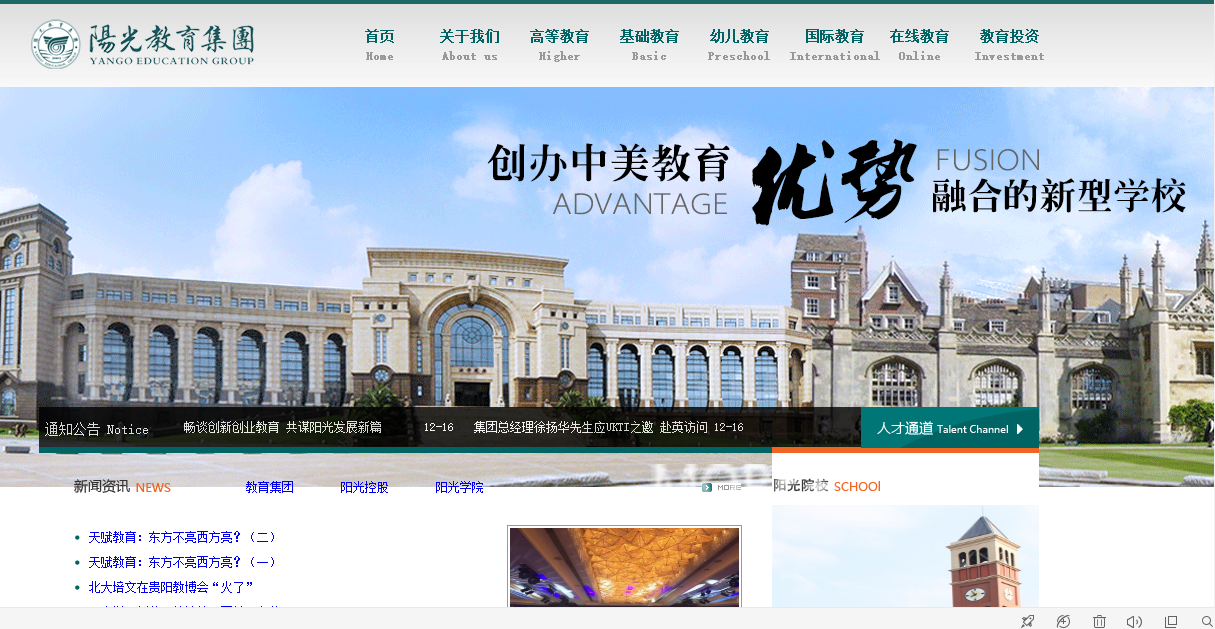 陽光教育集團
YANGO EDUCATION GROUP
首页 关于我们 高等教育 基础教育 幼儿教育 国际教育 在线教育 教育投资
Home About us Higher Basic Preschool International Online Investment
创办中美教育 优势 FUSION
ADVANTAGE 融合的新型学校
通知公告 Notice 畅谈创新创业教育 共谋阳光发展新篇 12-16 集团总经理徐扬华先生应UKTI之邀 赴英访问 12-16 人才通道 Talent Channel
新闻资讯 NEWS 教育集团 阳光控股 阳光学院 MORE 阳光院校 SCHOOl
天赋教育：东方不亮西方亮？（二）
天赋教育：东方不亮西方亮？（一）
北大培文在贵阳教博会“火了”